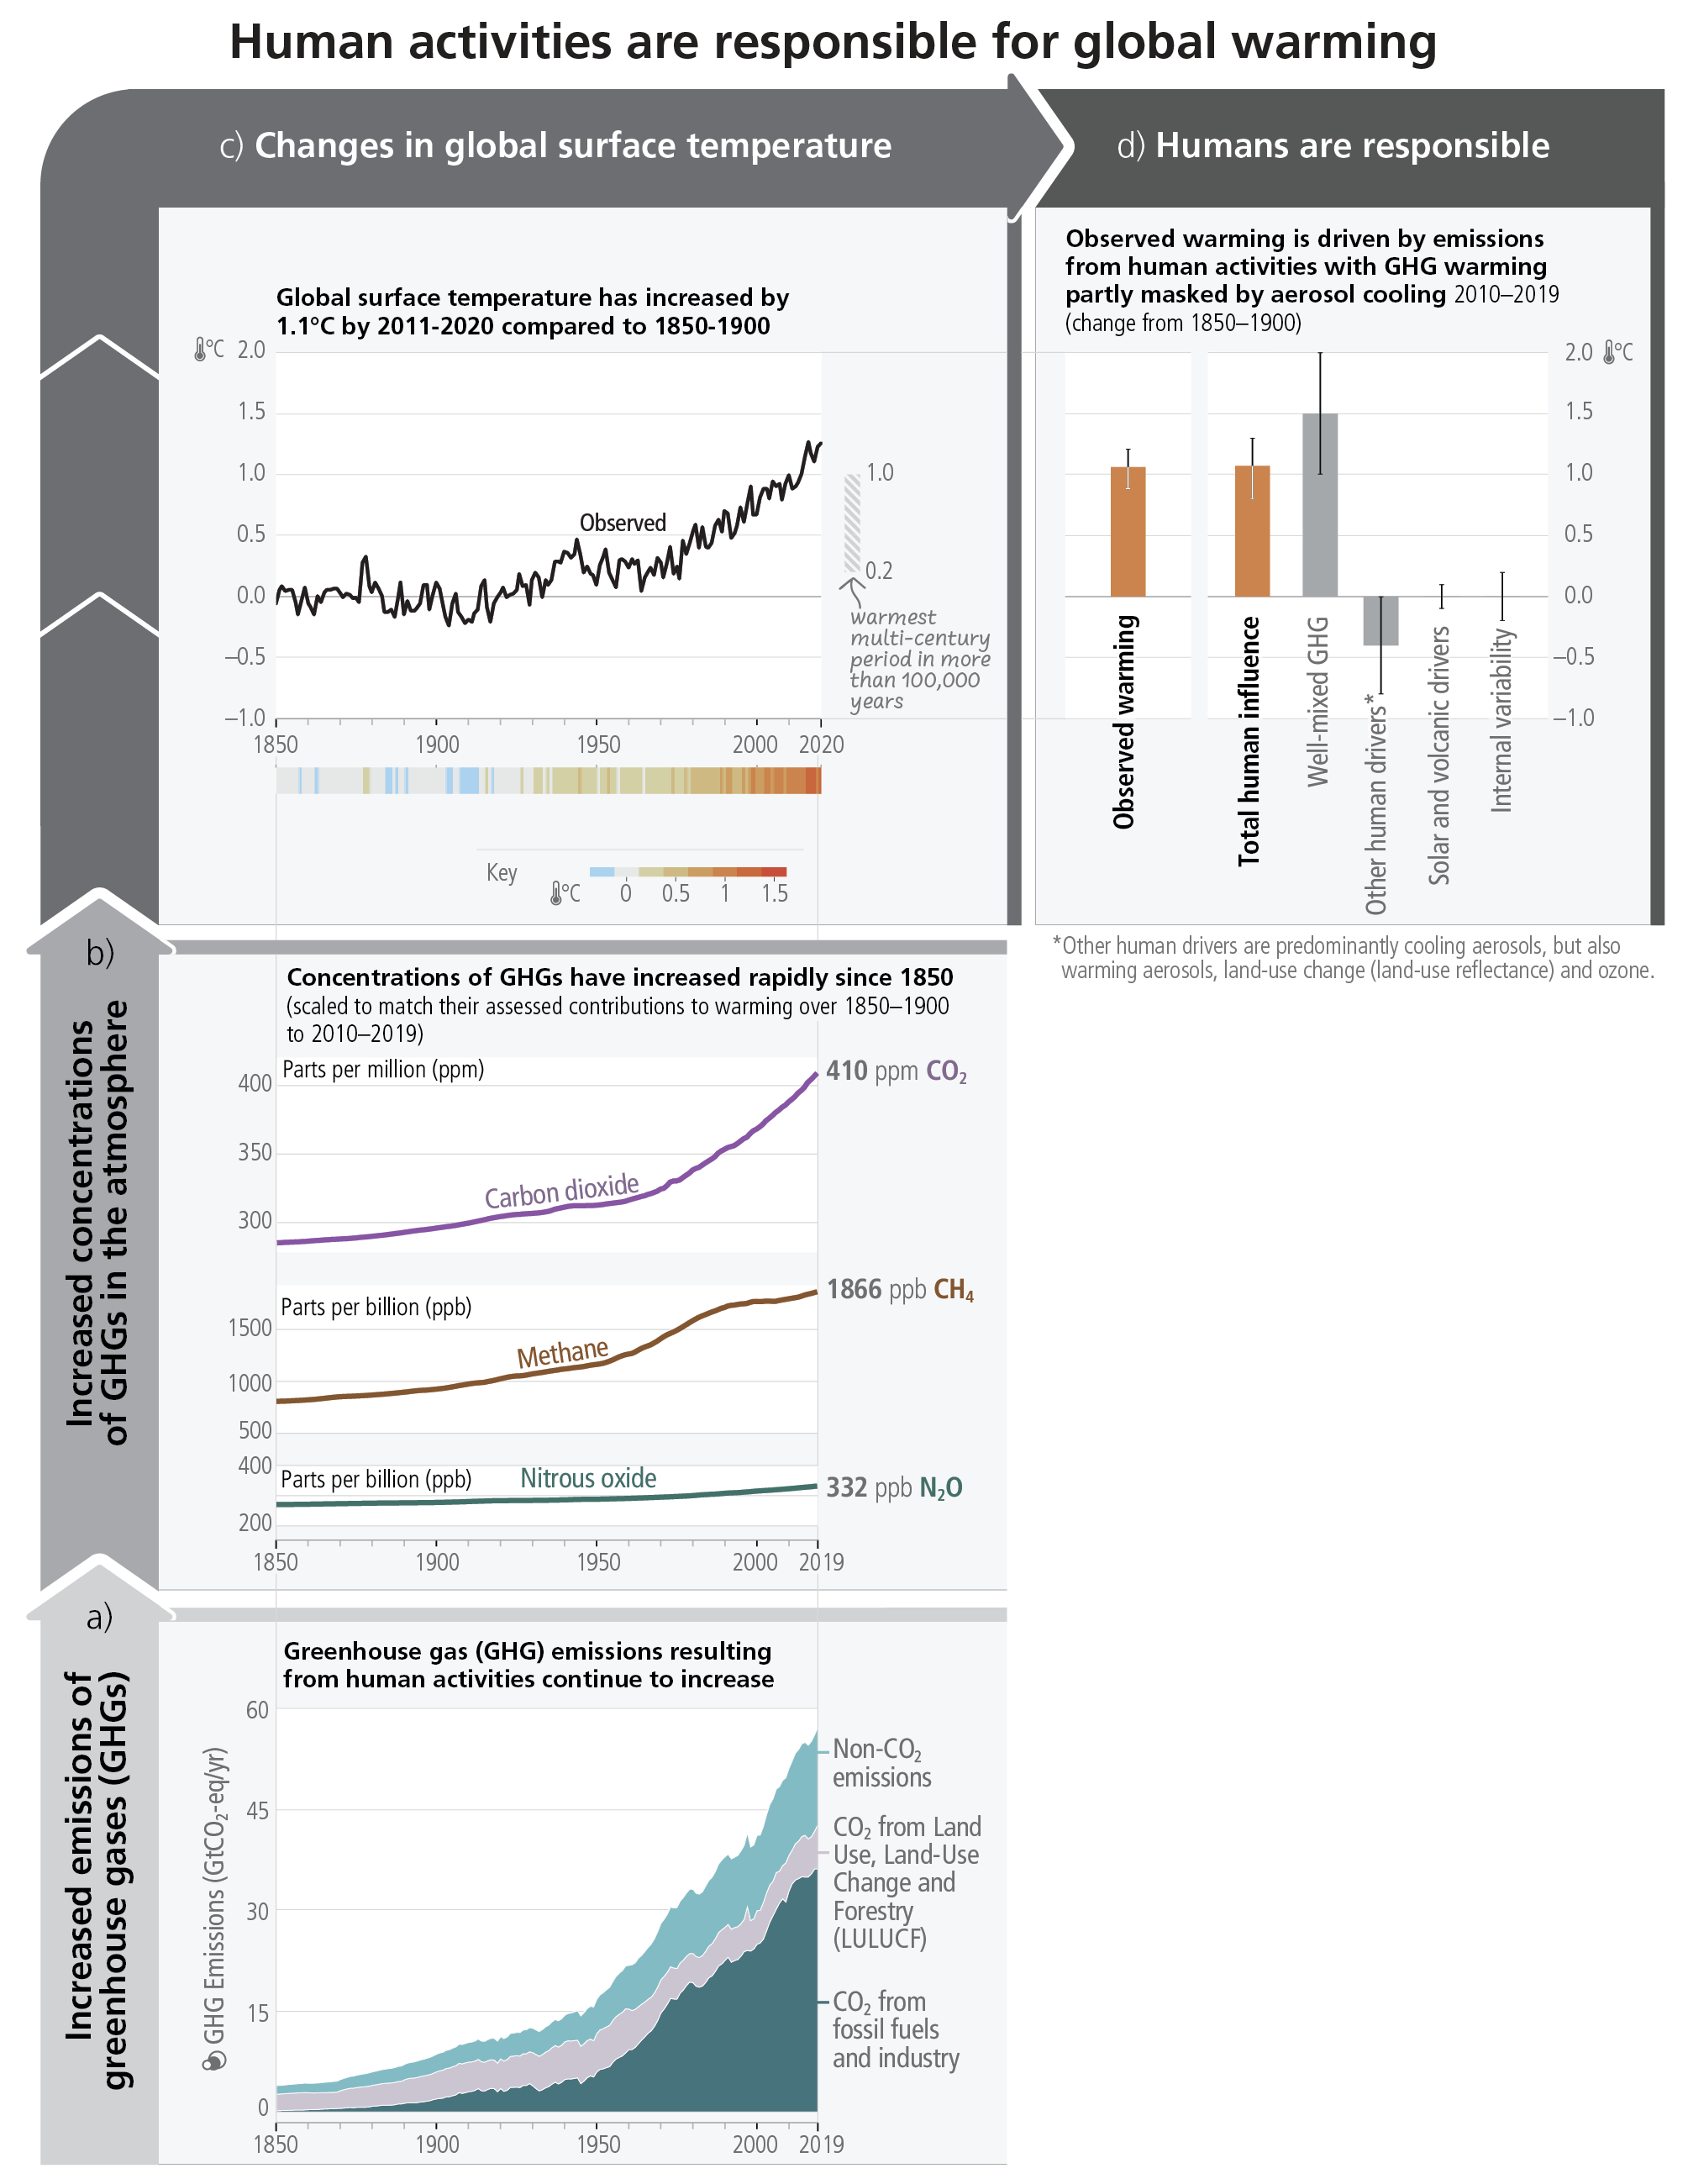 Human activities are responsible for global warming
c) Changes in global surface temperature
d) Humans are responsible
Global surface temperature has increased by
1.1°C by 2011-2020 compared to 1850-1900
°C
2.0
1.5
1.0
0.5
0.0
–0.5
–1.0
Observed
1.0
0.2
warmest
multi-century
period in more
than 100,000
years
1850
1900
1950
2000
2020
Key
°C
0
0.5
1
1.5
Observed warming is driven by emissions
from human activities with GHG warming
partly masked by aerosol cooling 2010–2019
(change from 1850–1900)
2.0 °C
1.5
1.0
0.5
0.0
–0.5
–1.0
Observed warming
Total human influence
Well-mixed GHG
Other human drivers*
Solar and volcanic drivers
Internal variability
*Other human drivers are predominantly cooling aerosols, but also
warming aerosols, land-use change (land-use reflectance) and ozone.
b)
Increased concentrations
of GHGs in the atmosphere
Concentrations of GHGs have increased rapidly since 1850
(scaled to match their assessed contributions to warming over 1850–1900
to 2010–2019)
Parts per million (ppm)
400
350
300
Carbon dioxide
410 ppm CO₂
Parts per billion (ppb)
1500
1000
500
Methane
1866 ppb CH₄
400
Parts per billion (ppb)
200
Nitrous oxide
332 ppb N₂O
1850
1900
1950
2000
2019
a)
Increased emissions of
greenhouse gases (GHGs)
Greenhouse gas (GHG) emissions resulting
from human activities continue to increase
GHG Emissions (GtCO₂-eq/yr)
60
45
30
15
0
Non-CO₂
emissions
CO₂ from Land
Use, Land-Use
Change and
Forestry
(LULUCF)
CO₂ from
fossil fuels
and industry
1850
1900
1950
2000
2019